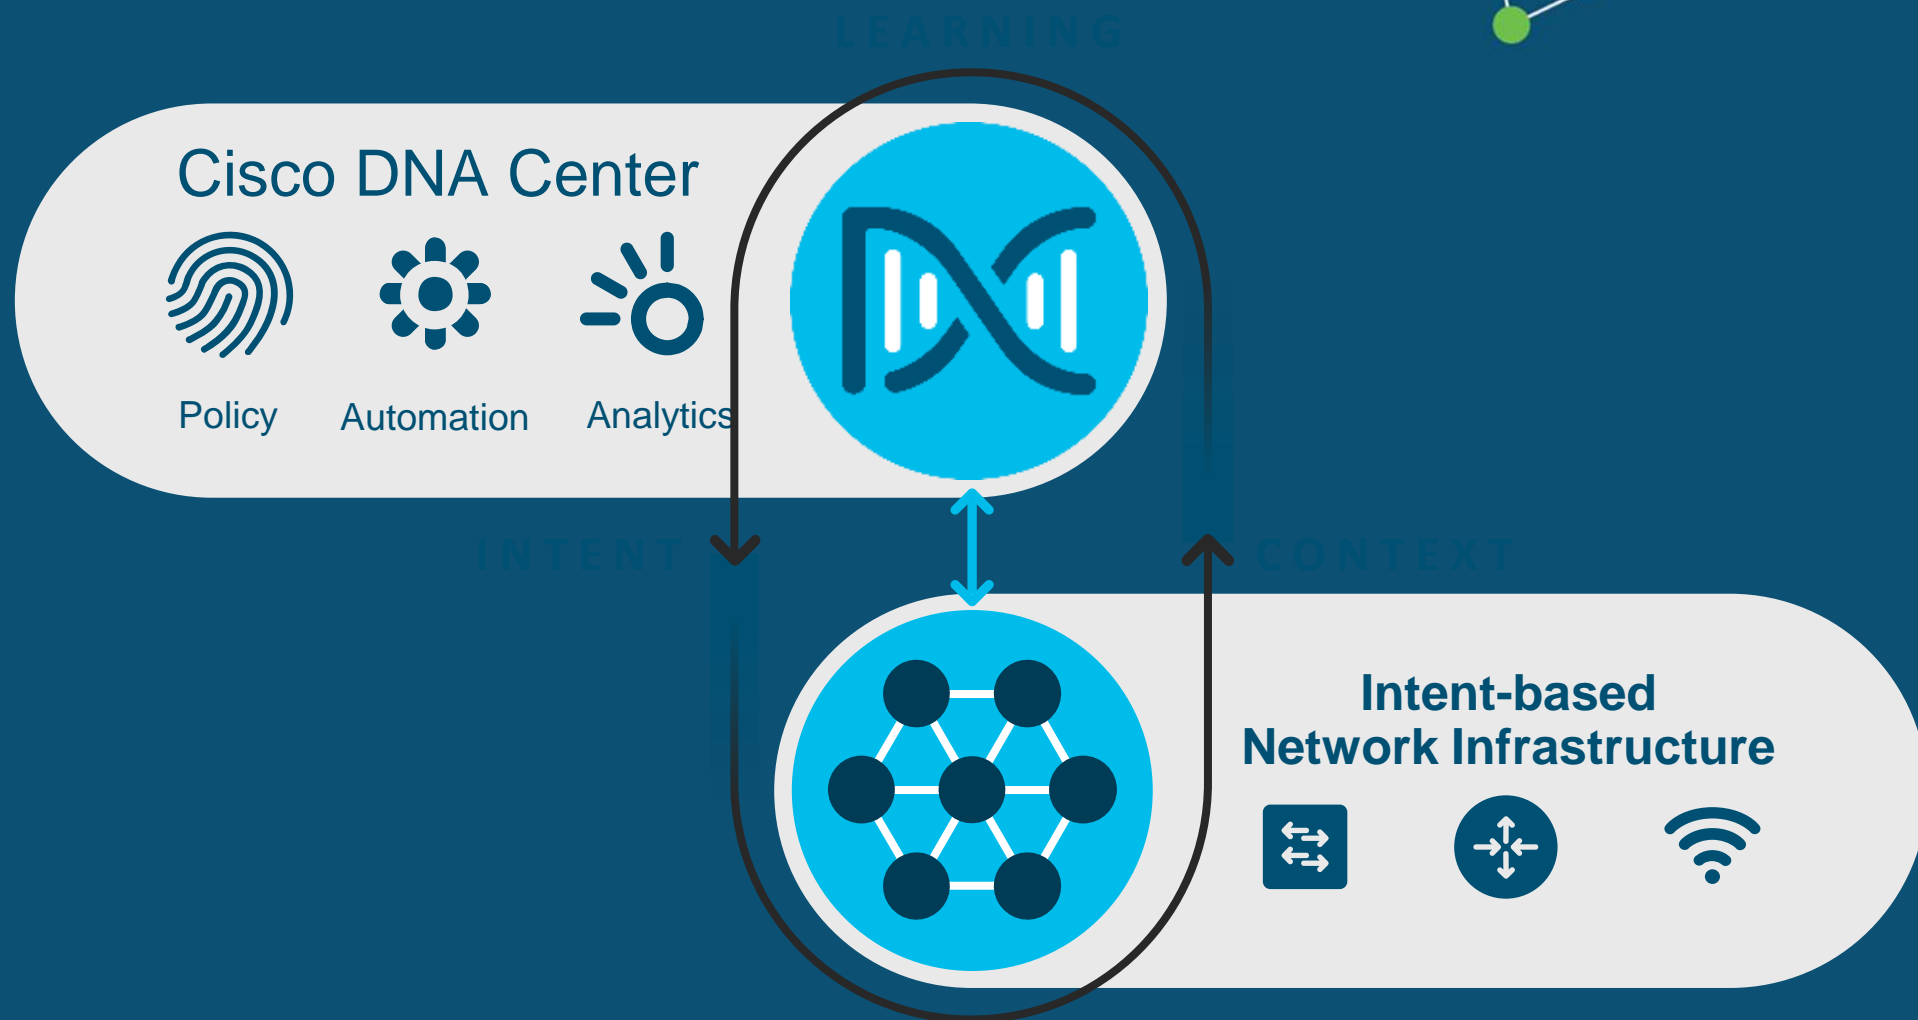 LEARNING
Cisco DNA Center
Policy
Automation
Analytics
INTENT
CONTEXT
Intent-based
Network Infrastructure